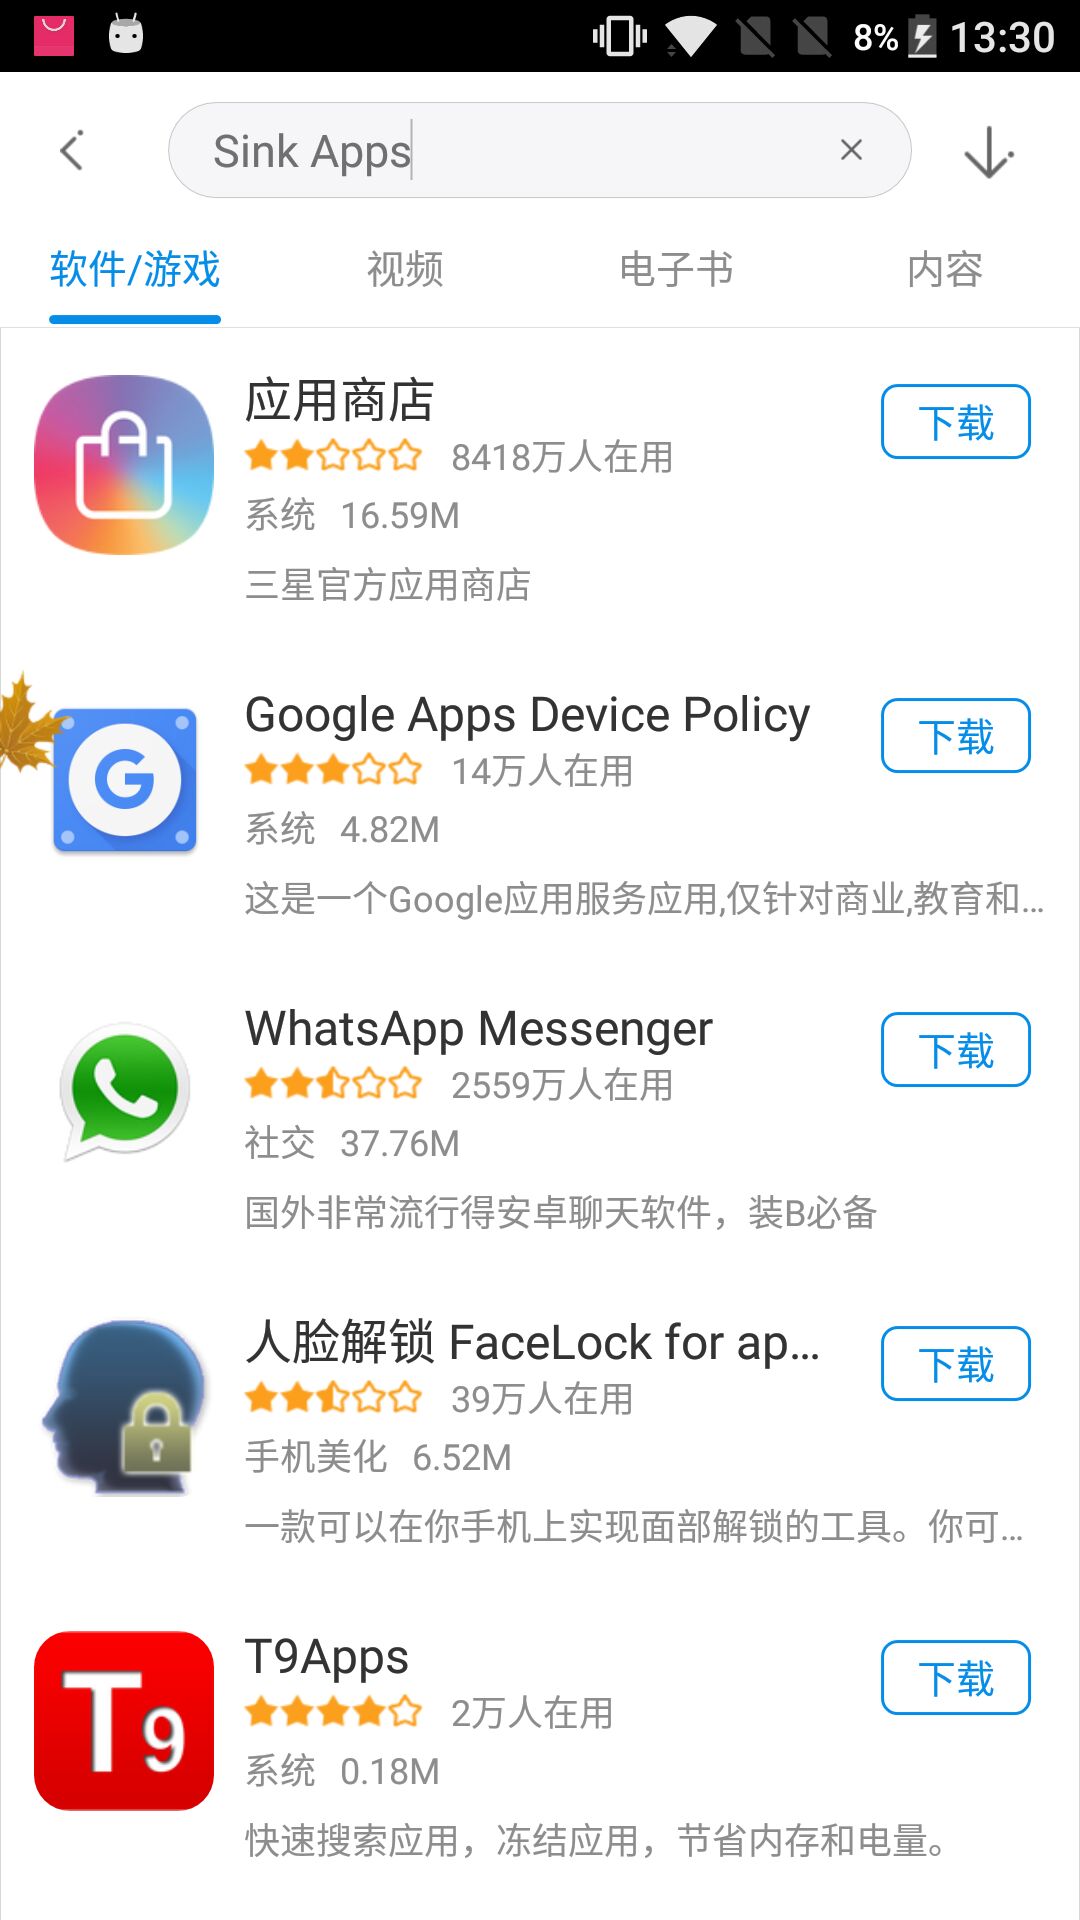 8% 13:30
Sink Apps
软件/游戏 视频 电子书 内容
应用商店
下载
8418万人在用
系统 16.59M
三星官方应用商店
Google Apps Device Policy
下载
14万人在用
系统 4.82M
这是一个Google应用服务应用,仅针对商业,教育和...
WhatsApp Messenger
下载
2559万人在用
社交 37.76M
国外非常流行得安卓聊天软件，装B必备
人脸解锁 FaceLock for ap...
下载
39万人在用
手机美化 6.52M
一款可以在你手机上实现面部解锁的工具。你可...
T9
T9Apps
下载
2万人在用
系统 0.18M
快速搜索应用，冻结应用，节省内存和电量。